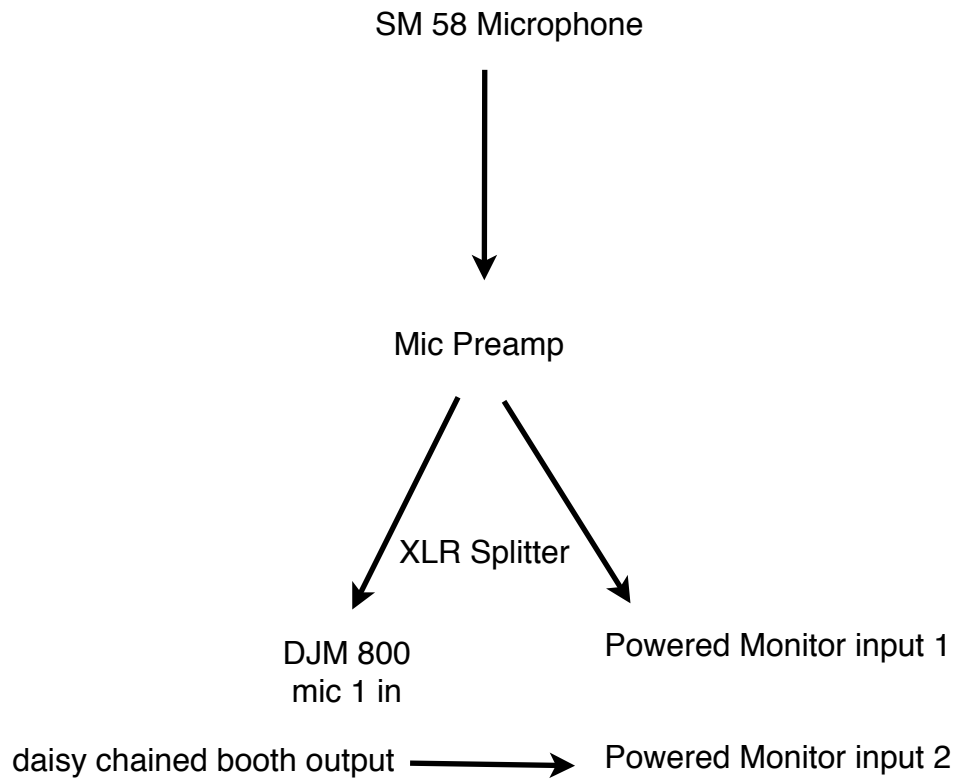 SM 58 Microphone
Mic Preamp
XLR Splitter
DJM 800
mic 1 in
Powered Monitor input 1
daisy chained booth output
Powered Monitor input 2